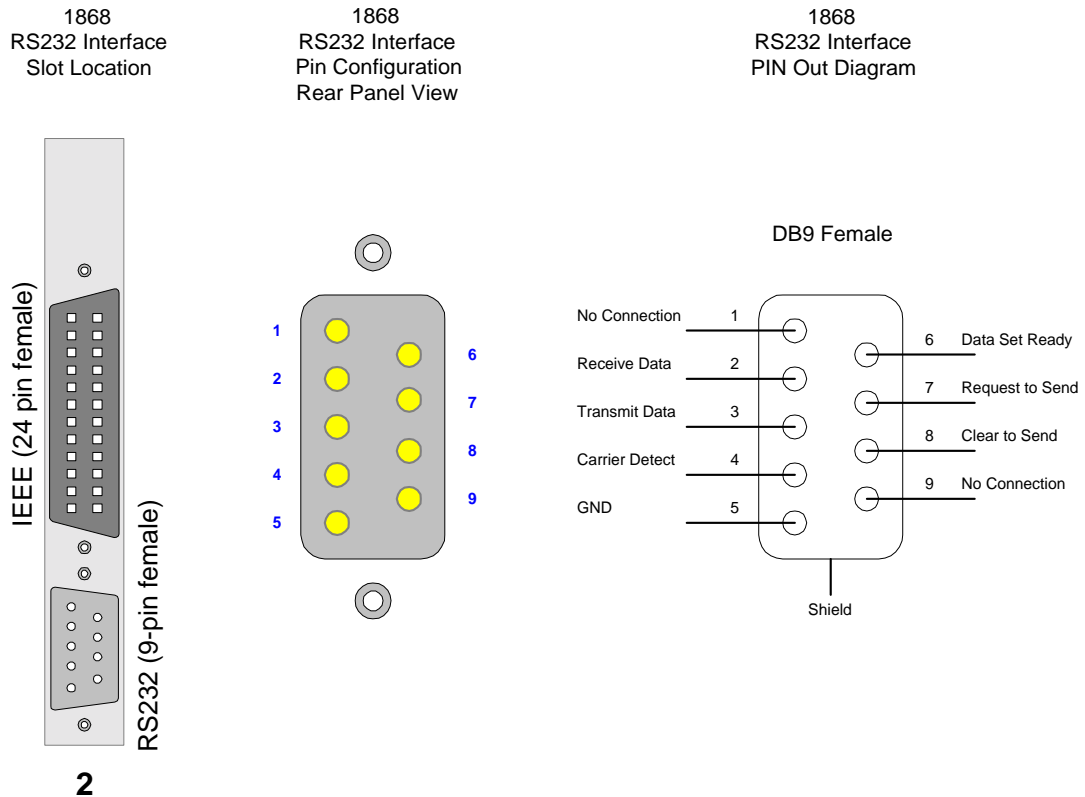 1868
RS232 Interface
Slot Location
1868
RS232 Interface
Pin Configuration
Rear Panel View
1868
RS232 Interface
PIN Out Diagram
IEEE (24 pin female)
RS232 (9-pin female)
2
1
2
3
4
5
6
7
8
9
DB9 Female
No Connection 1
Receive Data 2
Transmit Data 3
Carrier Detect 4
GND 5
6 Data Set Ready
7 Request to Send
8 Clear to Send
9 No Connection
Shield